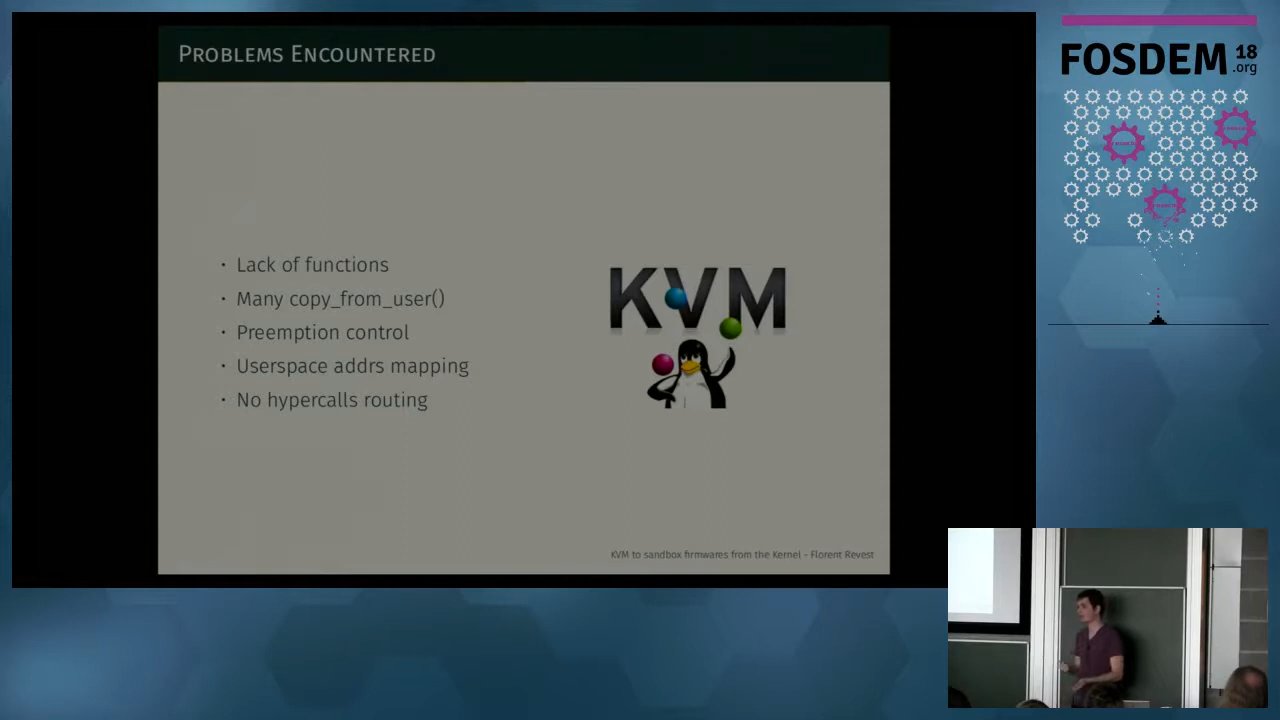 PROBLEMS ENCOUNTERED
• Lack of functions
• Many copy_from_user()
• Preemption control
• Userspace addrs mapping
• No hypercalls routing
KVM
KVM to sandbox firmwares from the Kernel - Florent Revest
FOSDEM 18
.org